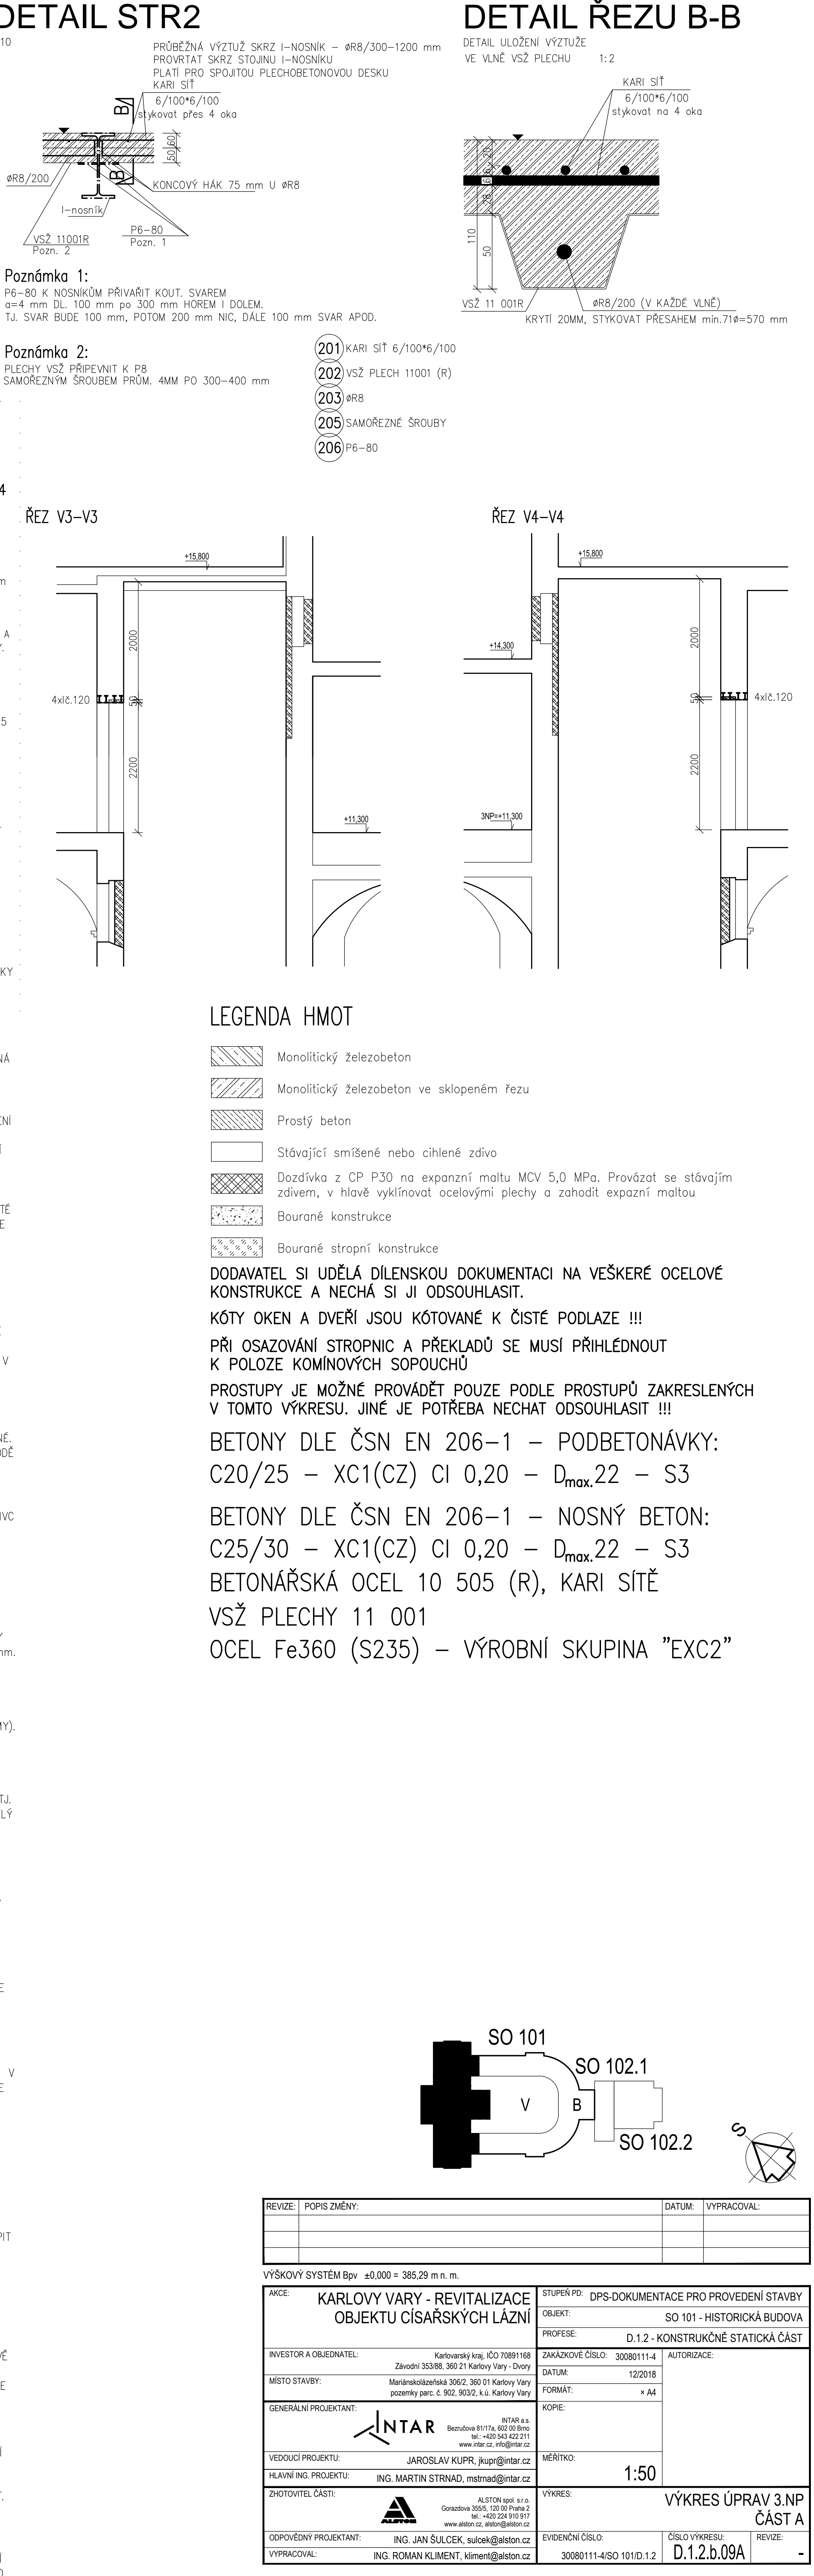 DETAIL STR2
10
PRŮBĚŽNÁ VÝZTUŽ SKRZ I-NOSNÍK - øR8/300-1200 mm
PROVRTAT SKRZ STOJINU I-NOSNÍKU
PLATÍ PRO SPOJITOU PLECHOBETONOVOU DESKU
KARI SÍŤ
6/100*6/100
stykovat přes 4 oka
B
60
50
B
øR8/200
KONCOVÝ HÁK 75 mm U øR8
I-nosník
VSŽ 11001R
Pozn. 2
P6-80
Pozn. 1
DETAIL ŘEZU B-B
DETAIL ULOŽENÍ VÝZTUŽE
VE VLNĚ VSŽ PLECHU 1:2
KARI SÍŤ
6/100*6/100
stykovat na 4 oka
20
6
6
28
110
50
VSŽ 11 001R
øR8/200 (V KAŽDÉ VLNĚ)
KRYTÍ 20MM, STYKOVAT PŘESAHEM min.71ø=570 mm
Poznámka 1:
P6-80 K NOSNÍKŮM PŘIVAŘIT KOUT. SVAREM
a=4 mm DL. 100 mm po 300 mm HOREM I DOLEM.
TJ. SVAR BUDE 100 mm, POTOM 200 mm NIC, DÁLE 100 mm SVAR APOD.
Poznámka 2:
PLECHY VSŽ PŘIPEVNIT K P8
SAMOŘEZNÝM ŠROUBEM PRŮM. 4MM PO 300-400 mm
201 KARI SÍŤ 6/100*6/100
202 VSŽ PLECH 11001 (R)
203 øR8
205 SAMOŘEZNÉ ŠROUBY
206 P6-80
ŘEZ V3-V3
+15,800
2000
4xIč.120
50
2200
+11,300
ŘEZ V4-V4
+15,800
+14,300
2000
50
4xIč.120
2200
3NP=+11,300
LEGENDA HMOT
Monolitický železobeton
Monolitický železobeton ve sklopeném řezu
Prostý beton
Stávající smíšené nebo cihlené zdivo
Dozdívka z CP P30 na expanzní maltu MCV 5,0 MPa. Provázat se stávajím
zdivem, v hlavě vyklínovat ocelovými plechy a zahodit expazní maltou
Bourané konstrukce
Bourané stropní konstrukce
DODAVATEL SI UDĚLÁ DÍLENSKOU DOKUMENTACI NA VEŠKERÉ OCELOVÉ
KONSTRUKCE A NECHÁ SI JI ODSOUHLASIT.
KÓTY OKEN A DVEŘÍ JSOU KÓTOVANÉ K ČISTÉ PODLAZE !!!
PŘI OSAZOVÁNÍ STROPNIC A PŘEKLADŮ SE MUSÍ PŘIHLÉDNOUT
K POLOZE KOMÍNOVÝCH SOPOUCHŮ
PROSTUPY JE MOŽNÉ PROVÁDĚT POUZE PODLE PROSTUPŮ ZAKRESLENÝCH
V TOMTO VÝKRESU. JINÉ JE POTŘEBA NECHAT ODSOUHLASIT !!!
BETONY DLE ČSN EN 206-1 - PODBETONÁVKY:
C20/25 - XC1(CZ) CI 0,20 - Dmax.22 - S3
BETONY DLE ČSN EN 206-1 - NOSNÝ BETON:
C25/30 - XC1(CZ) CI 0,20 - Dmax.22 - S3
BETONÁŘSKÁ OCEL 10 505 (R), KARI SÍTĚ
VSŽ PLECHY 11 001
OCEL Fe360 (S235) - VÝROBNÍ SKUPINA "EXC2"
SO 101
SO 102.1
V
B
SO 102.2
S
REVIZE: POPIS ZMĚNY: DATUM: VYPRACOVAL:
VÝŠKOVÝ SYSTÉM Bpv ±0,000 = 385,29 m n. m.
AKCE:
KARLOVY VARY - REVITALIZACE
OBJEKTU CÍSAŘSKÝCH LÁZNÍ
STUPEŇ PD: DPS-DOKUMENTACE PRO PROVEDENÍ STAVBY
OBJEKT: SO 101 - HISTORICKÁ BUDOVA
PROFESE: D.1.2 - KONSTRUKČNĚ STATICKÁ ČÁST
INVESTOR A OBJEDNATEL: Karlovarský kraj, IČO 70891168
Závodní 353/88, 360 21 Karlovy Vary - Dvory
ZAKÁZKOVÉ ČÍSLO: 30080111-4
AUTORIZACE:
DATUM: 12/2018
MÍSTO STAVBY: Mariánskolázeňská 306/2, 360 01 Karlovy Vary
pozemky parc. č. 902, 903/2, k.ú. Karlovy Vary
FORMÁT: × A4
GENERÁLNÍ PROJEKTANT:
INTAR
INTAR a.s.
Bezručova 81/17a, 602 00 Brno
tel.: +420 543 422 211
www.intar.cz, info@intar.cz
KOPIE:
VEDOUCÍ PROJEKTU: JAROSLAV KUPR, jkupr@intar.cz
HLAVNÍ ING. PROJEKTU: ING. MARTIN STRNAD, mstrnad@intar.cz
MĚŘÍTKO: 1:50
ZHOTOVITEL ČÁSTI:
ALSTON
ALSTON spol. s.r.o.
Gorazdova 355/5, 120 00 Praha 2
tel.: +420 224 910 917
www.alston.cz, alston@alston.cz
VÝKRES:
VÝKRES ÚPRAV 3.NP
ČÁST A
ODPOVĚDNÝ PROJEKTANT: ING. JAN ŠULCEK, sulcek@alston.cz
VYPRACOVAL: ING. ROMAN KLIMENT, kliment@alston.cz
EVIDENČNÍ ČÍSLO: 30080111-4/SO 101/D.1.2
ČÍSLO VÝKRESU: D.1.2.b.09A
REVIZE: -